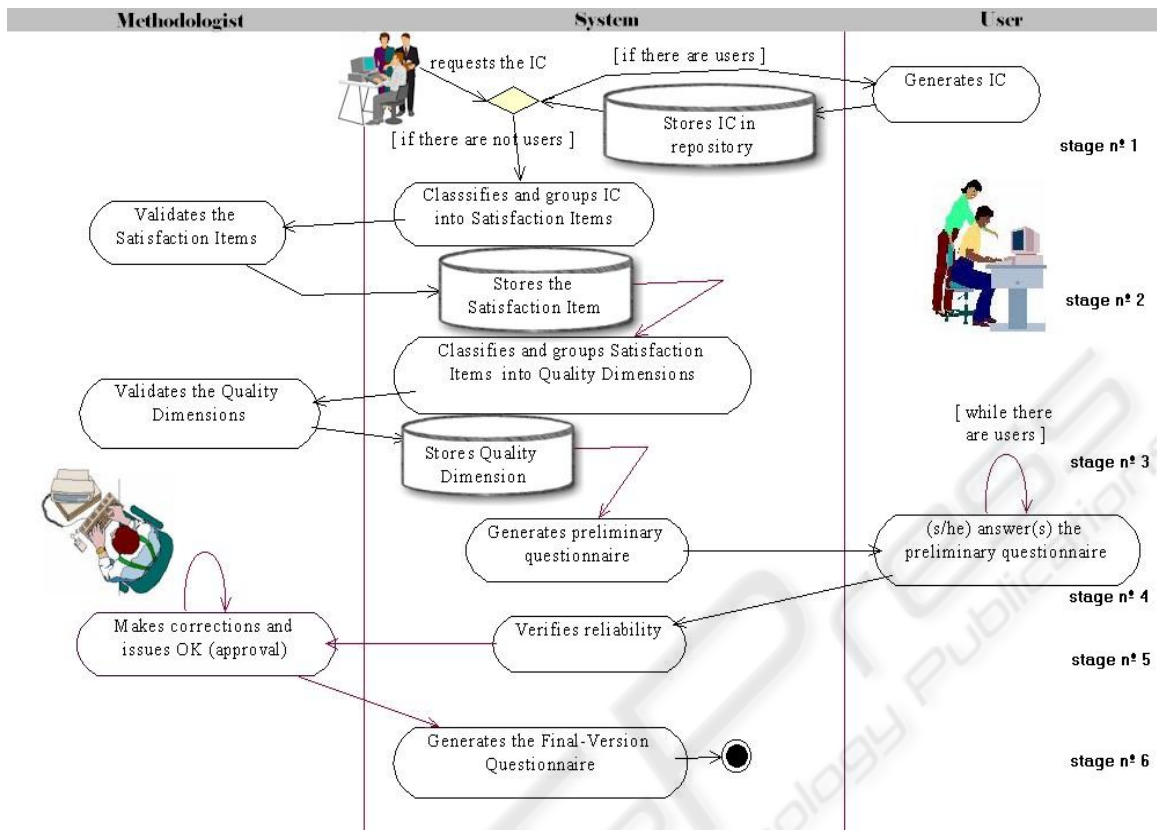 Methodologist
System
User
requests the IC
[ if there are users ]
Generates IC
Stores IC in
repository
[ if there are not users ]
stage nº 1
Classsifies and groups IC
into Satisfaction Items
Validates the
Satisfaction Items
Stores the
Satisfaction Item
stage nº 2
Classifies and groups Satisfaction
Items into Quality Dimensions
Validates the Quality
Dimensions
[ while there
are users ]
Stores Quality
Dimension
stage nº 3
Generates preliminary
questionnaire
(s/he) answer(s) the
preliminary questionnaire
stage nº 4
Makes corrections and
issues OK (approval)
Verifies reliability
stage nº 5
Generates the Final-Version
Questionnaire
stage nº 6